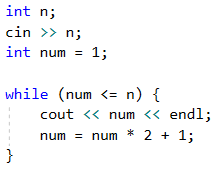 int n;
cin >> n;
int num = 1;

while (num <= n) {
    cout << num << endl;
    num = num * 2 + 1;
}